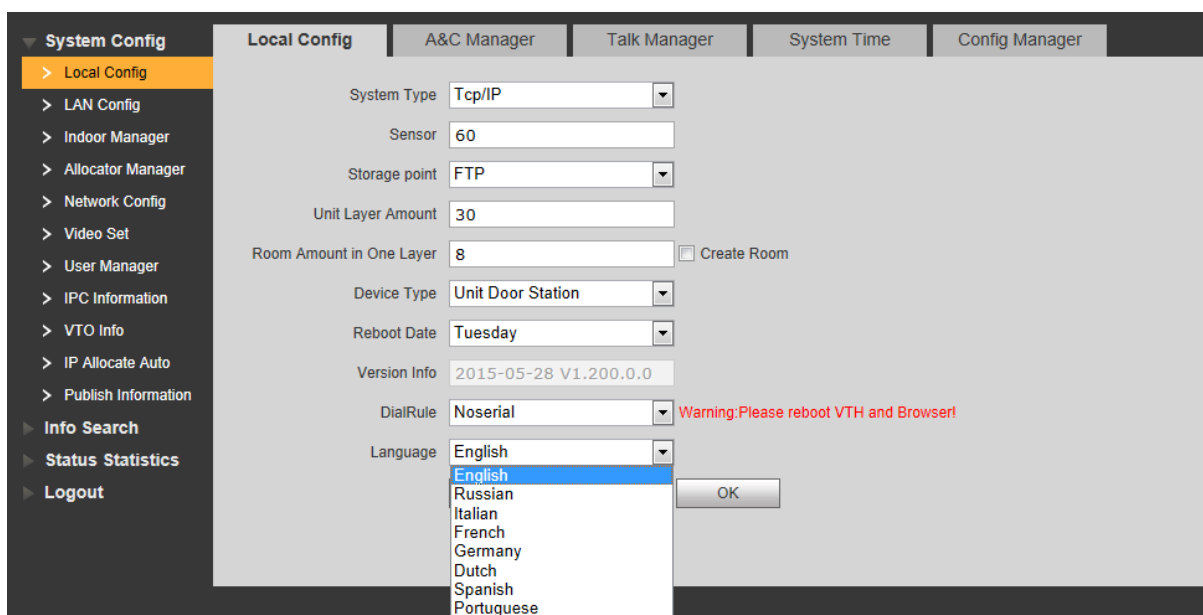 System Config
Local Config
LAN Config
Indoor Manager
Allocator Manager
Network Config
Video Set
User Manager
IPC Information
VTO Info
IP Allocate Auto
Publish Information
Info Search
Status Statistics
Logout
Local Config A&C Manager Talk Manager System Time Config Manager
System Type Tcp/IP
Sensor 60
Storage point FTP
Unit Layer Amount 30
Room Amount in One Layer 8 Create Room
Device Type Unit Door Station
Reboot Date Tuesday
Version Info 2015-05-28 V1.200.0.0
DialRule Noserial Warning:Please reboot VTH and Browser!
Language English
English
Russian
Italian
French
Germany
Dutch
Spanish
Portuguese
OK